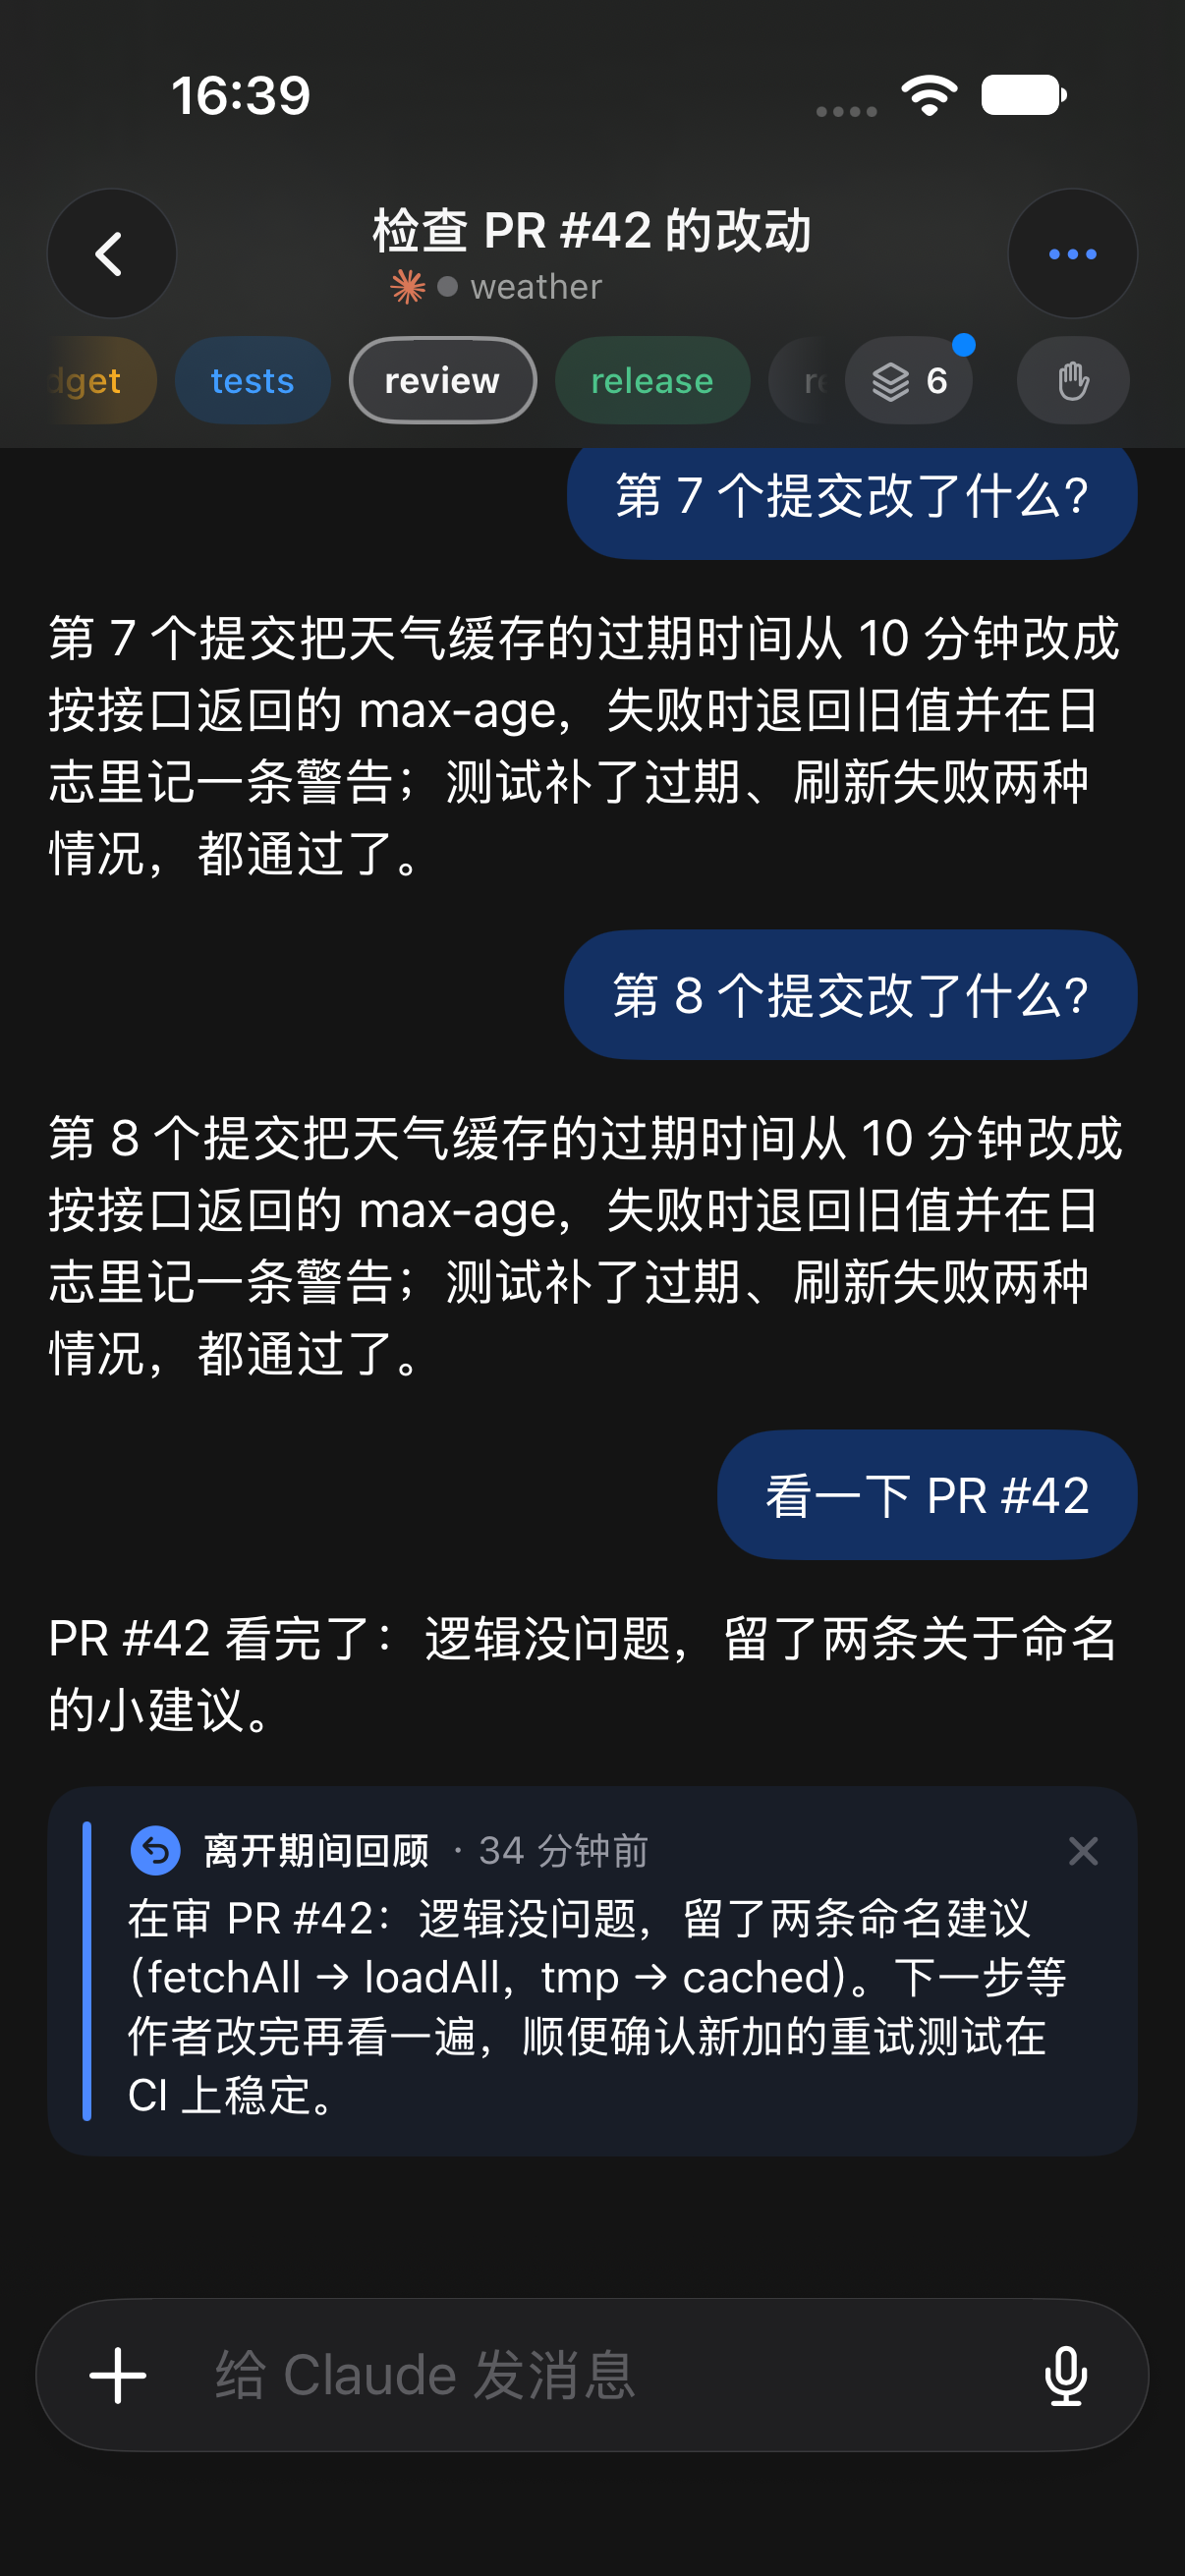 16:39
检查 PR #42 的改动
weather
dget tests review release re 6
第 7 个提交改了什么?
第 7 个提交把天气缓存的过期时间从 10 分钟改成
按接口返回的 max-age，失败时退回旧值并在日
志里记一条警告；测试补了过期、刷新失败两种
情况，都通过了。
第 8 个提交改了什么?
第 8 个提交把天气缓存的过期时间从 10 分钟改成
按接口返回的 max-age，失败时退回旧值并在日
志里记一条警告；测试补了过期、刷新失败两种
情况，都通过了。
看一下 PR #42
PR #42 看完了：逻辑没问题，留了两条关于命名
的小建议。
离开期间回顾 · 34 分钟前
在审 PR #42：逻辑没问题，留了两条命名建议
(fetchAll → loadAll，tmp → cached)。下一步等
作者改完再看一遍，顺便确认新加的重试测试在
CI 上稳定。
给 Claude 发消息